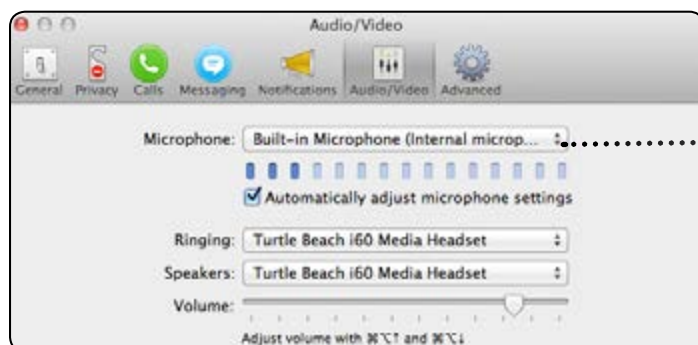 Audio/Video
General Privacy Calls Messaging Notifications Audio/Video Advanced
Microphone: Built-in Microphone (Internal microp...
Automatically adjust microphone settings
Ringing: Turtle Beach i60 Media Headset
Speakers: Turtle Beach i60 Media Headset
Volume:
Adjust volume with ⌘⌥↑ and ⌘⌥↓